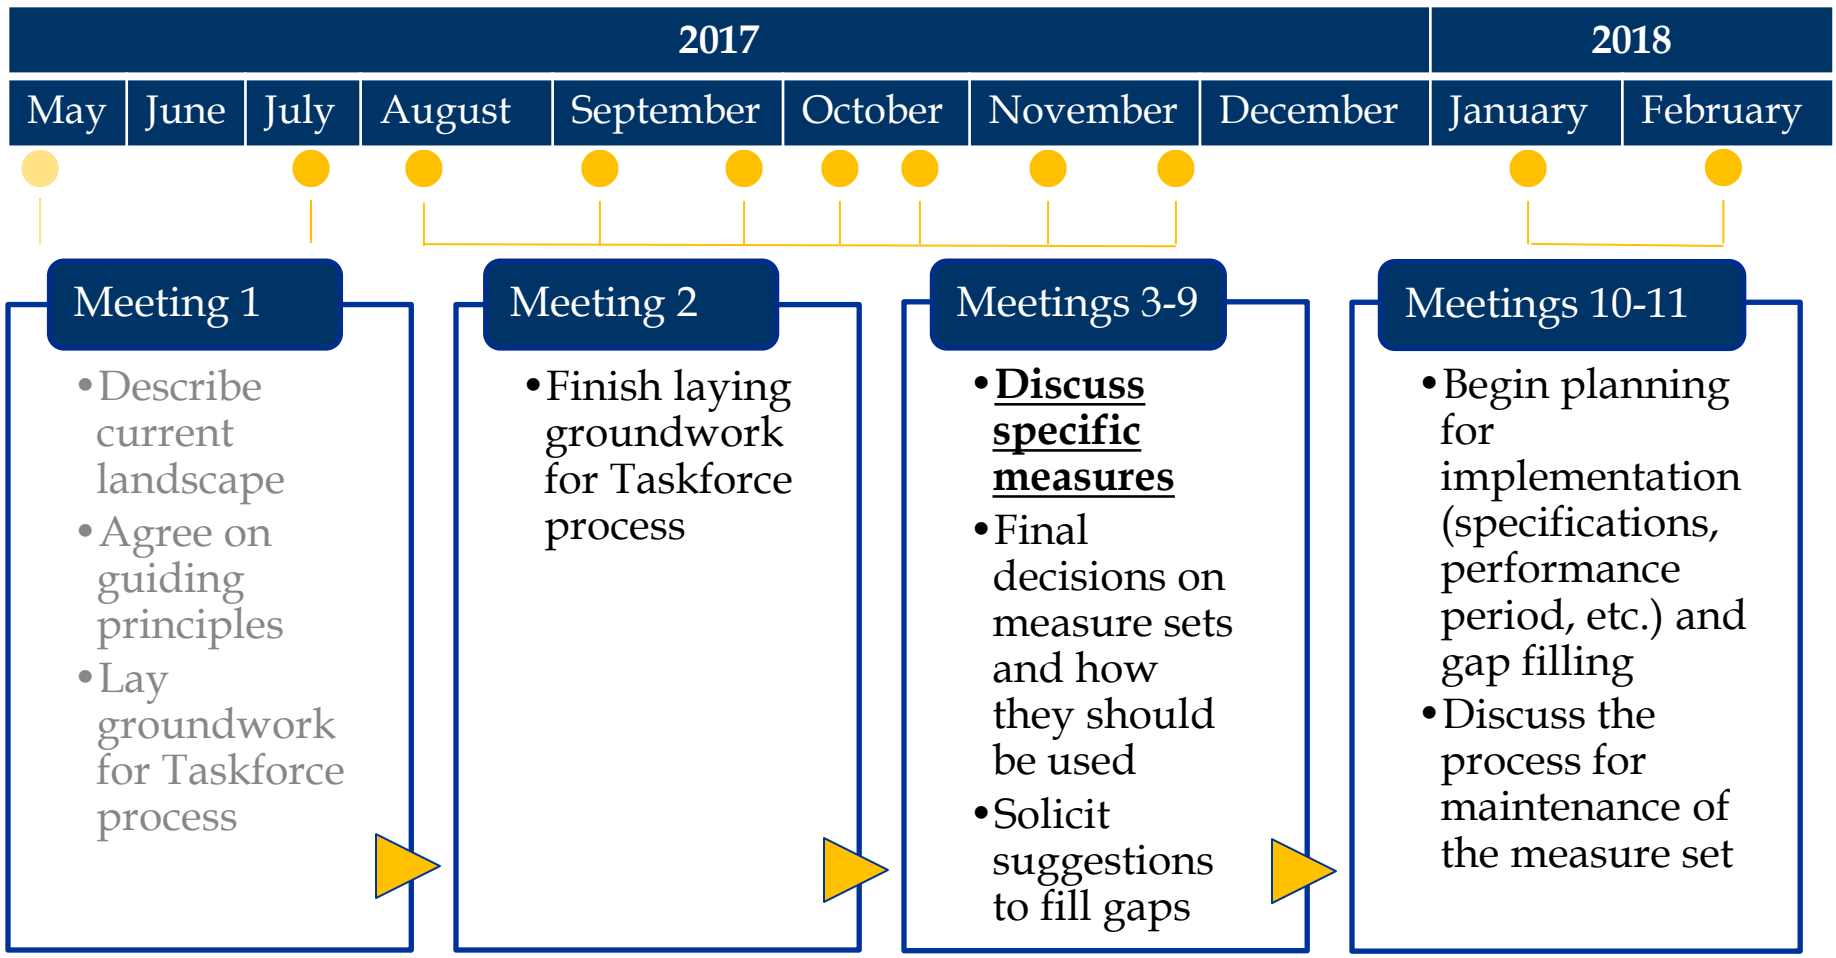 2017
2018
May
June
July
August
September
October
November
December
January
February
Meeting 1
•Describe
current
landscape
•Agree on
guiding
principles
•Lay
groundwork
for Taskforce
process
Meeting 2
•Finish laying
groundwork
for Taskforce
process
Meetings 3-9
•Discuss
specific
measures
•Final
decisions on
measure sets
and how
they should
be used
•Solicit
suggestions
to fill gaps
Meetings 10-11
•Begin planning
for
implementation
(specifications,
performance
period, etc.) and
gap filling
•Discuss the
process for
maintenance of
the measure set